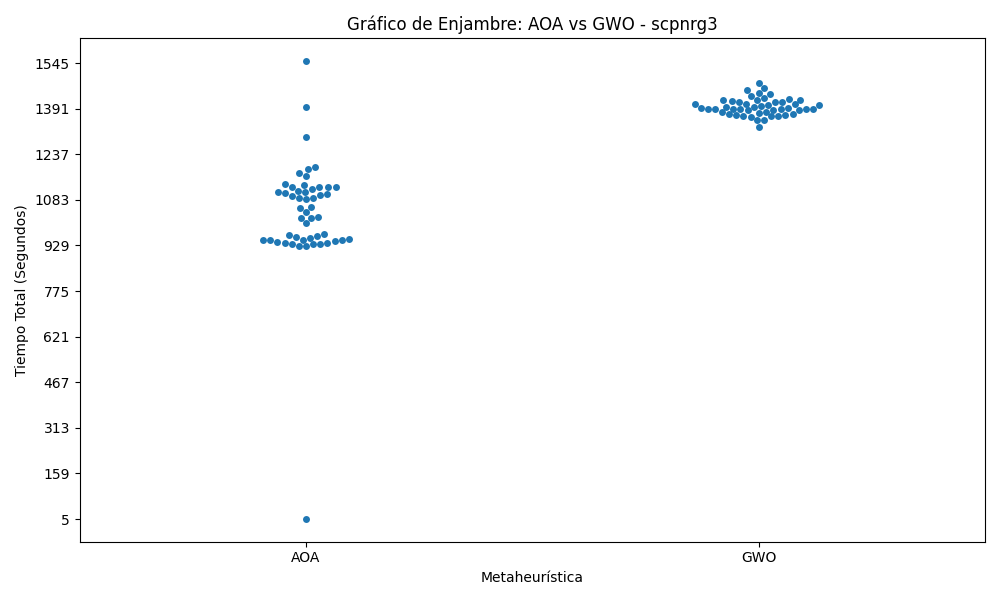 Gráfico de Enjambre: AOA vs GWO - scpnrg3
Tiempo Total (Segundos)
1545
1391
1237
1083
929
775
621
467
313
159
5
AOA
GWO
Metaheurística